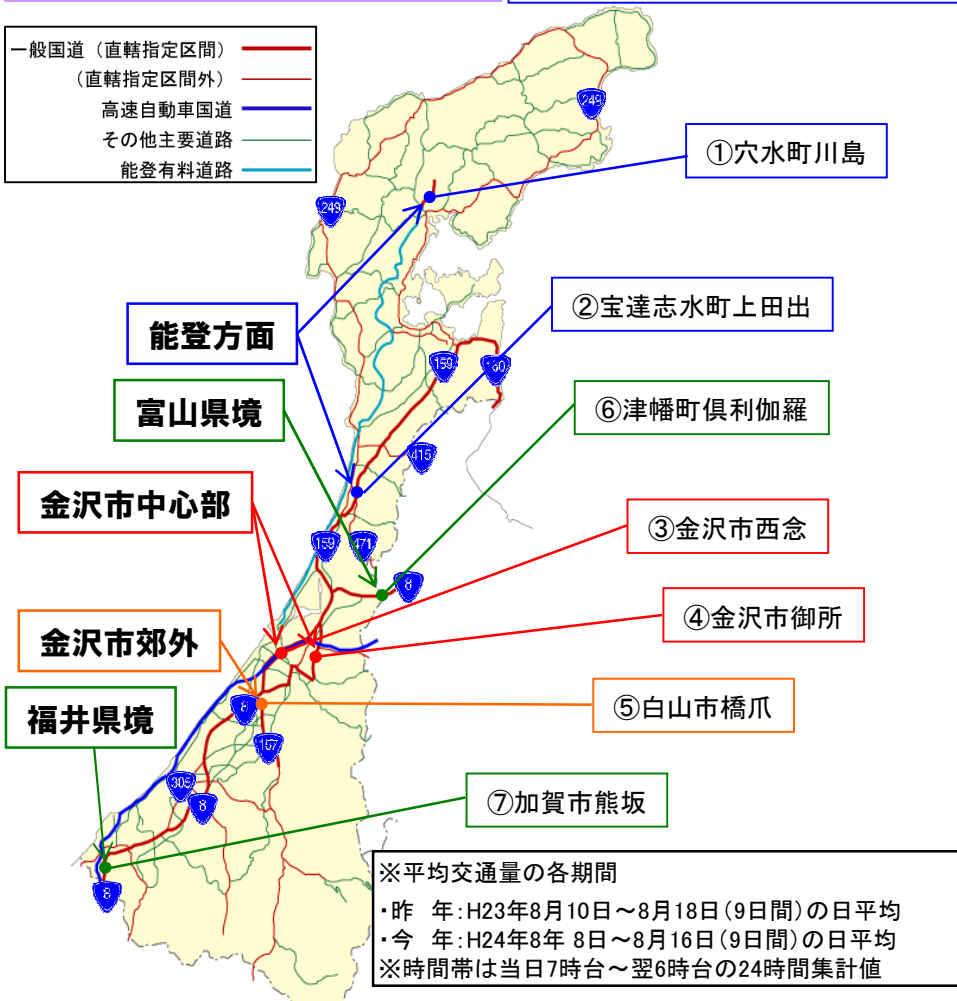 一般国道（直轄指定区間）
（直轄指定区間外）
高速自動車国道
その他主要道路
能登有料道路
249
①穴水町川島
249
②宝達志水町上田出
能登方面
159
160
富山県境
⑥津幡町倶利伽羅
415
金沢市中心部
③金沢市西念
159
471
8
④金沢市御所
金沢市郊外
⑤白山市橋爪
8
福井県境
157
305
8
⑦加賀市熊坂
8
※平均交通量の各期間
・昨　年：H23年8月10日～8月18日（9日間）の日平均
・今　年：H24年8年 8日～8月16日（9日間）の日平均
※時間帯は当日7時台～翌6時台の24時間集計値